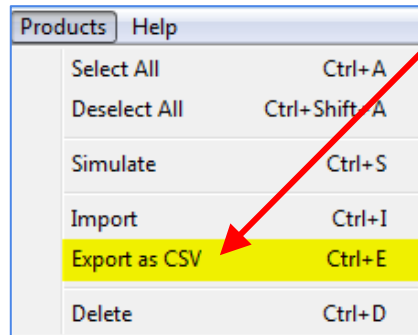 Products Help
Select All Ctrl+A
Deselect All Ctrl+Shift+A
Simulate Ctrl+S
Import Ctrl+I
Export as CSV Ctrl+E
Delete Ctrl+D